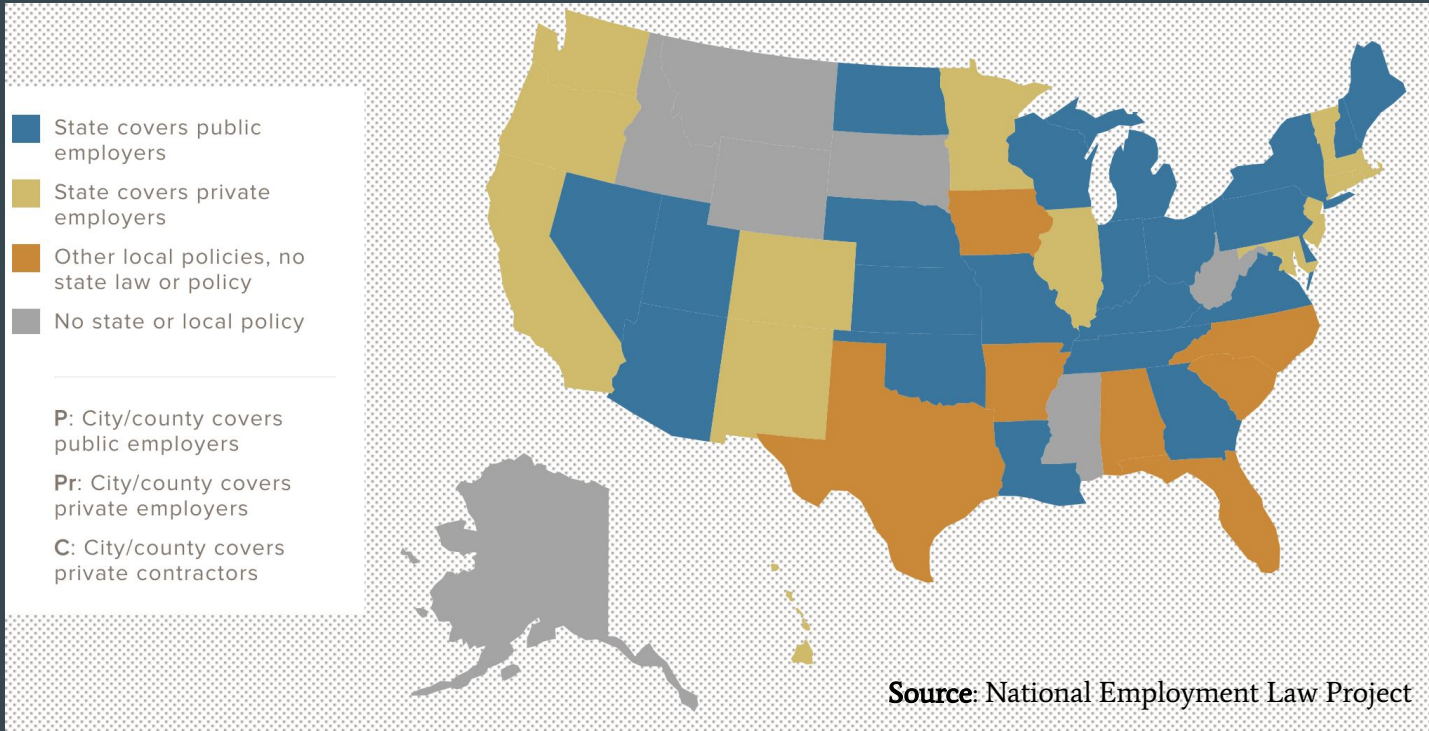 State covers public
employers
State covers private
employers
Other local policies, no
state law or policy
No state or local policy
P: City/county covers
public employers
Pr: City/county covers
private employers
C: City/county covers
private contractors
Source: National Employment Law Project